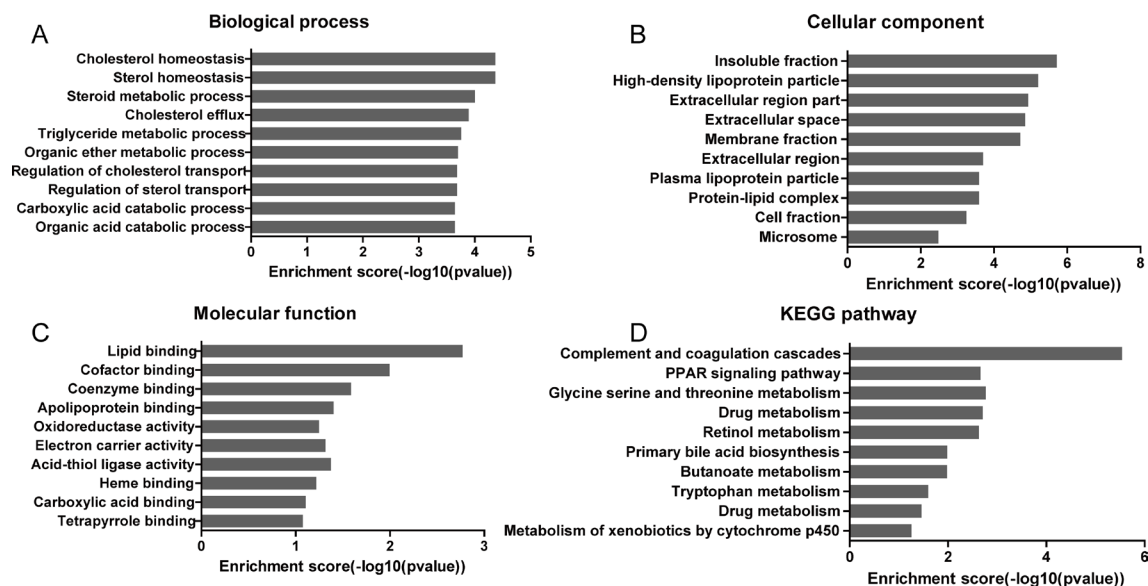 A
Biological process
Cholesterol homeostasis
Sterol homeostasis
Steroid metabolic process
Cholesterol efflux
Triglyceride metabolic process
Organic ether metabolic process
Regulation of cholesterol transport
Regulation of sterol transport
Carboxylic acid catabolic process
Organic acid catabolic process
0 1 2 3 4 5
Enrichment score(-log10(pvalue))
B
Cellular component
Insoluble fraction
High-density lipoprotein particle
Extracellular region part
Extracellular space
Membrane fraction
Extracellular region
Plasma lipoprotein particle
Protein-lipid complex
Cell fraction
Microsome
0 2 4 6 8
Enrichment score(-log10(pvalue))
C
Molecular function
Lipid binding
Cofactor binding
Coenzyme binding
Apolipoprotein binding
Oxidoreductase activity
Electron carrier activity
Acid-thiol ligase activity
Heme binding
Carboxylic acid binding
Tetrapyrrole binding
0 1 2 3
Enrichment score(-log10(pvalue))
D
KEGG pathway
Complement and coagulation cascades
PPAR signaling pathway
Glycine serine and threonine metabolism
Drug metabolism
Retinol metabolism
Primary bile acid biosynthesis
Butanoate metabolism
Tryptophan metabolism
Drug metabolism
Metabolism of xenobiotics by cytochrome p450
0 2 4 6
Enrichment score(-log10(pvalue))